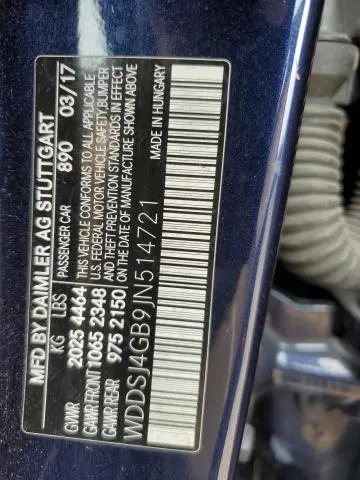 MFD BY DAIMLER AG STUTTGART
KG LBS PASSENGER CAR 890 03/17
GVWR 2025 4464 THIS VEHICLE CONFORMS TO ALL APPLICABLE
GAWR FRONT 1065 2348 U.S. FEDERAL MOTOR VEHICLE SAFETY, BUMPER
GAWR REAR 975 2150 AND THEFT PREVENTION STANDARDS IN EFFECT
ON THE DATE OF MANUFACTURE SHOWN ABOVE
WDDSJ4GB9JN514721 MADE IN HUNGARY